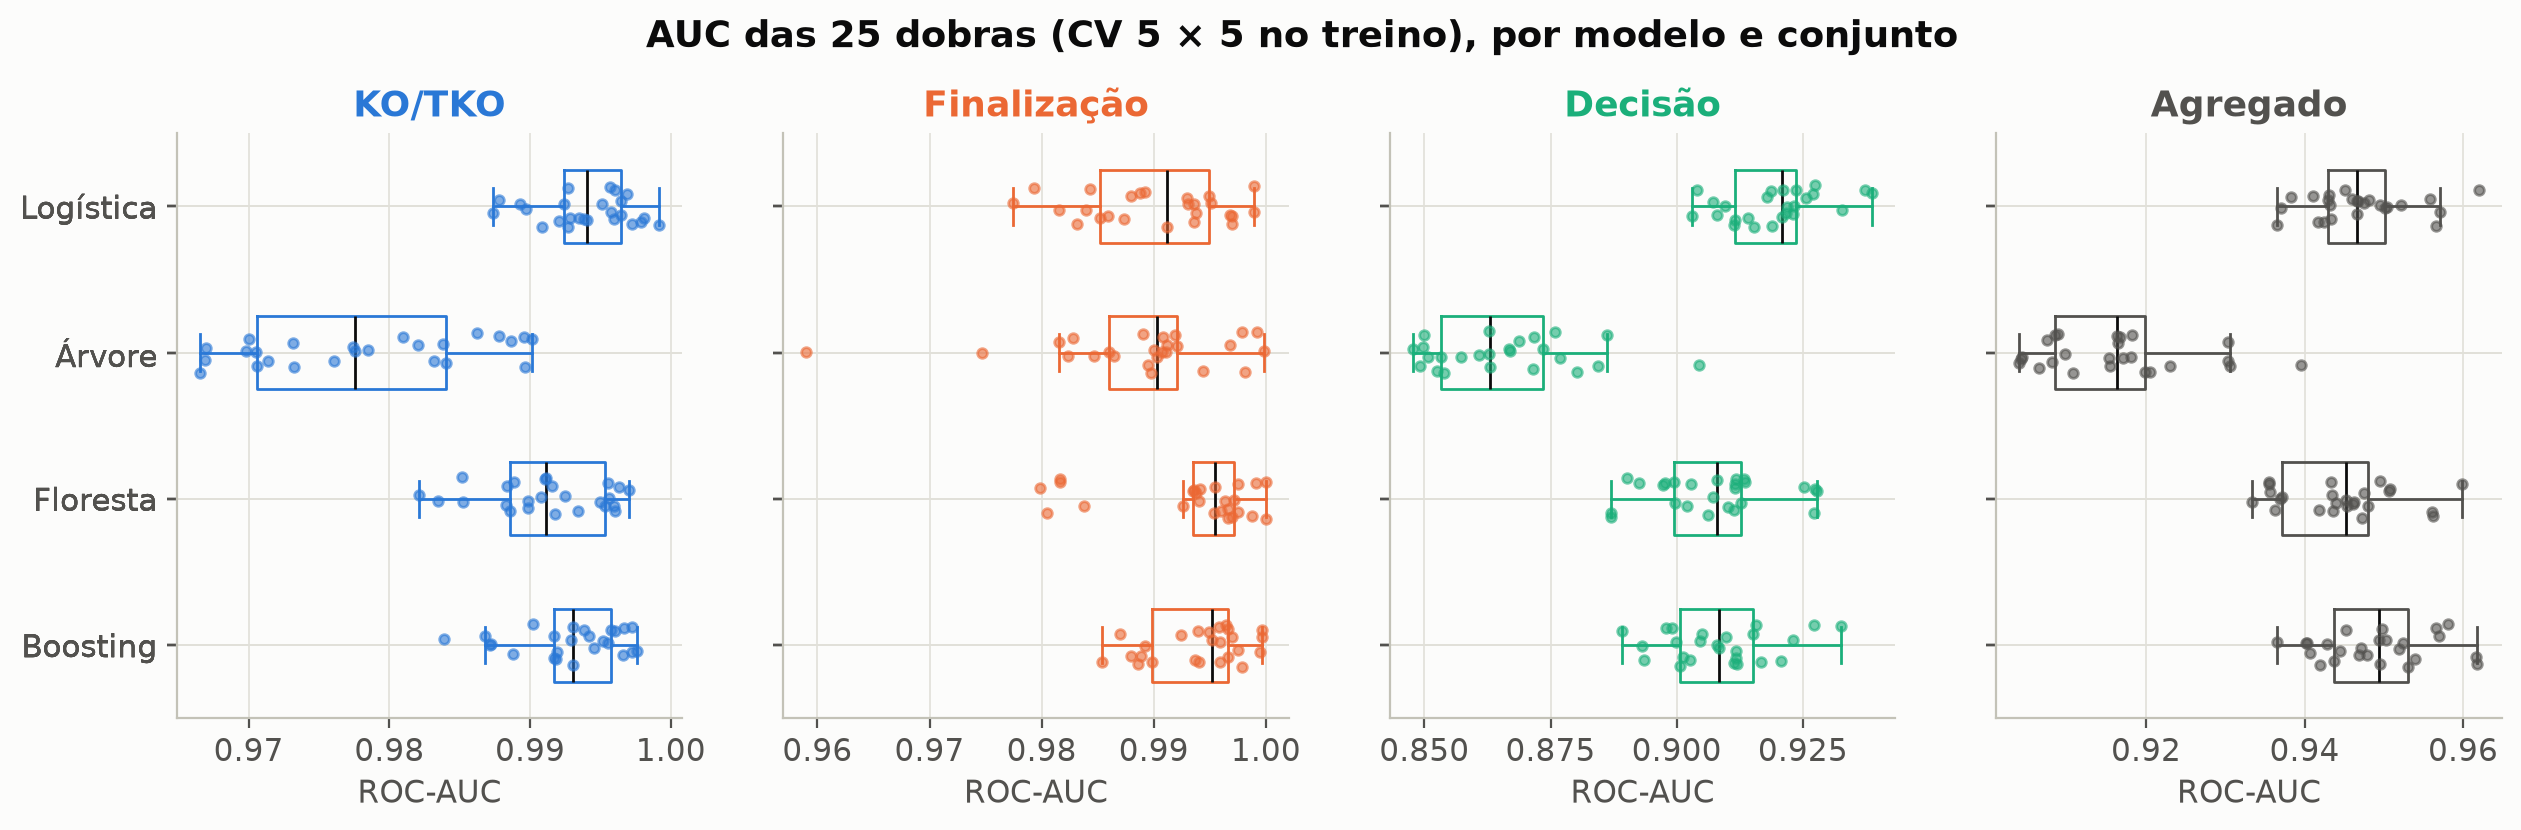 AUC das 25 dobras (CV 5 × 5 no treino), por modelo e conjunto
KO/TKO
Finalização
Decisão
Agregado
Logística
Árvore
Floresta
Boosting
0.97 0.98 0.99 1.00
ROC-AUC
0.96 0.97 0.98 0.99 1.00
ROC-AUC
0.850 0.875 0.900 0.925
ROC-AUC
0.92 0.94 0.96
ROC-AUC